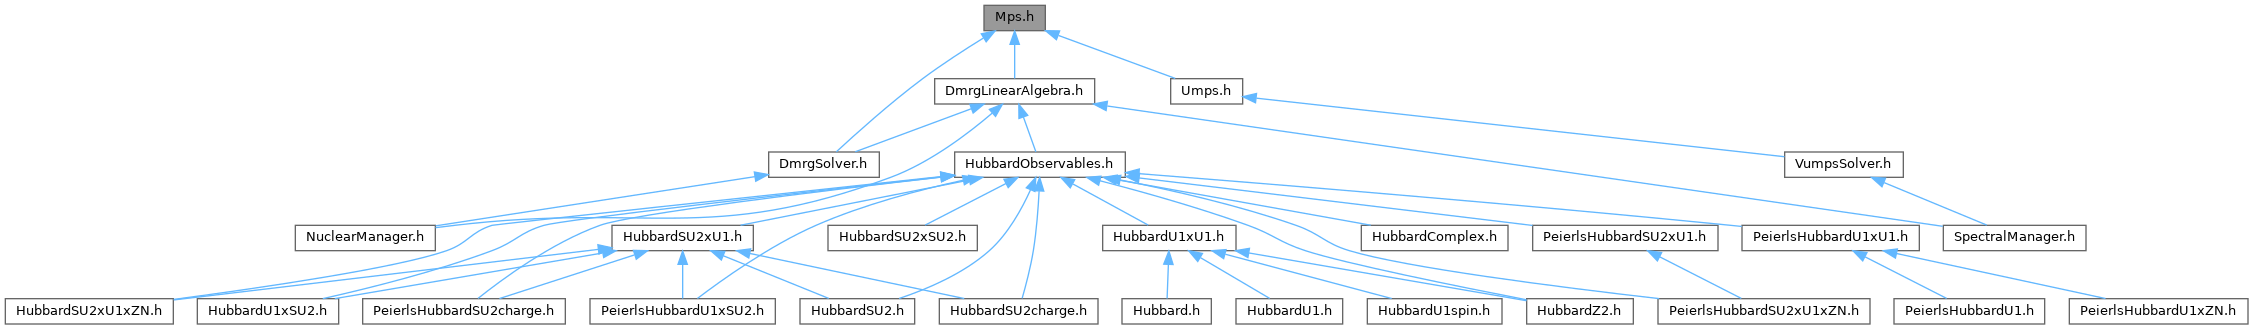 Mps.h
DmrgLinearAlgebra.h
Umps.h
DmrgSolver.h
HubbardObservables.h
VumpsSolver.h
NuclearManager.h
HubbardSU2xU1.h
HubbardSU2xSU2.h
HubbardU1xU1.h
HubbardComplex.h
PeierlsHubbardSU2xU1.h
PeierlsHubbardU1xU1.h
SpectralManager.h
HubbardSU2xU1xZN.h
HubbardU1xSU2.h
PeierlsHubbardSU2charge.h
PeierlsHubbardU1xSU2.h
HubbardSU2.h
HubbardSU2charge.h
Hubbard.h
HubbardU1.h
HubbardU1spin.h
HubbardZ2.h
PeierlsHubbardSU2xU1xZN.h
PeierlsHubbardU1.h
PeierlsHubbardU1xZN.h